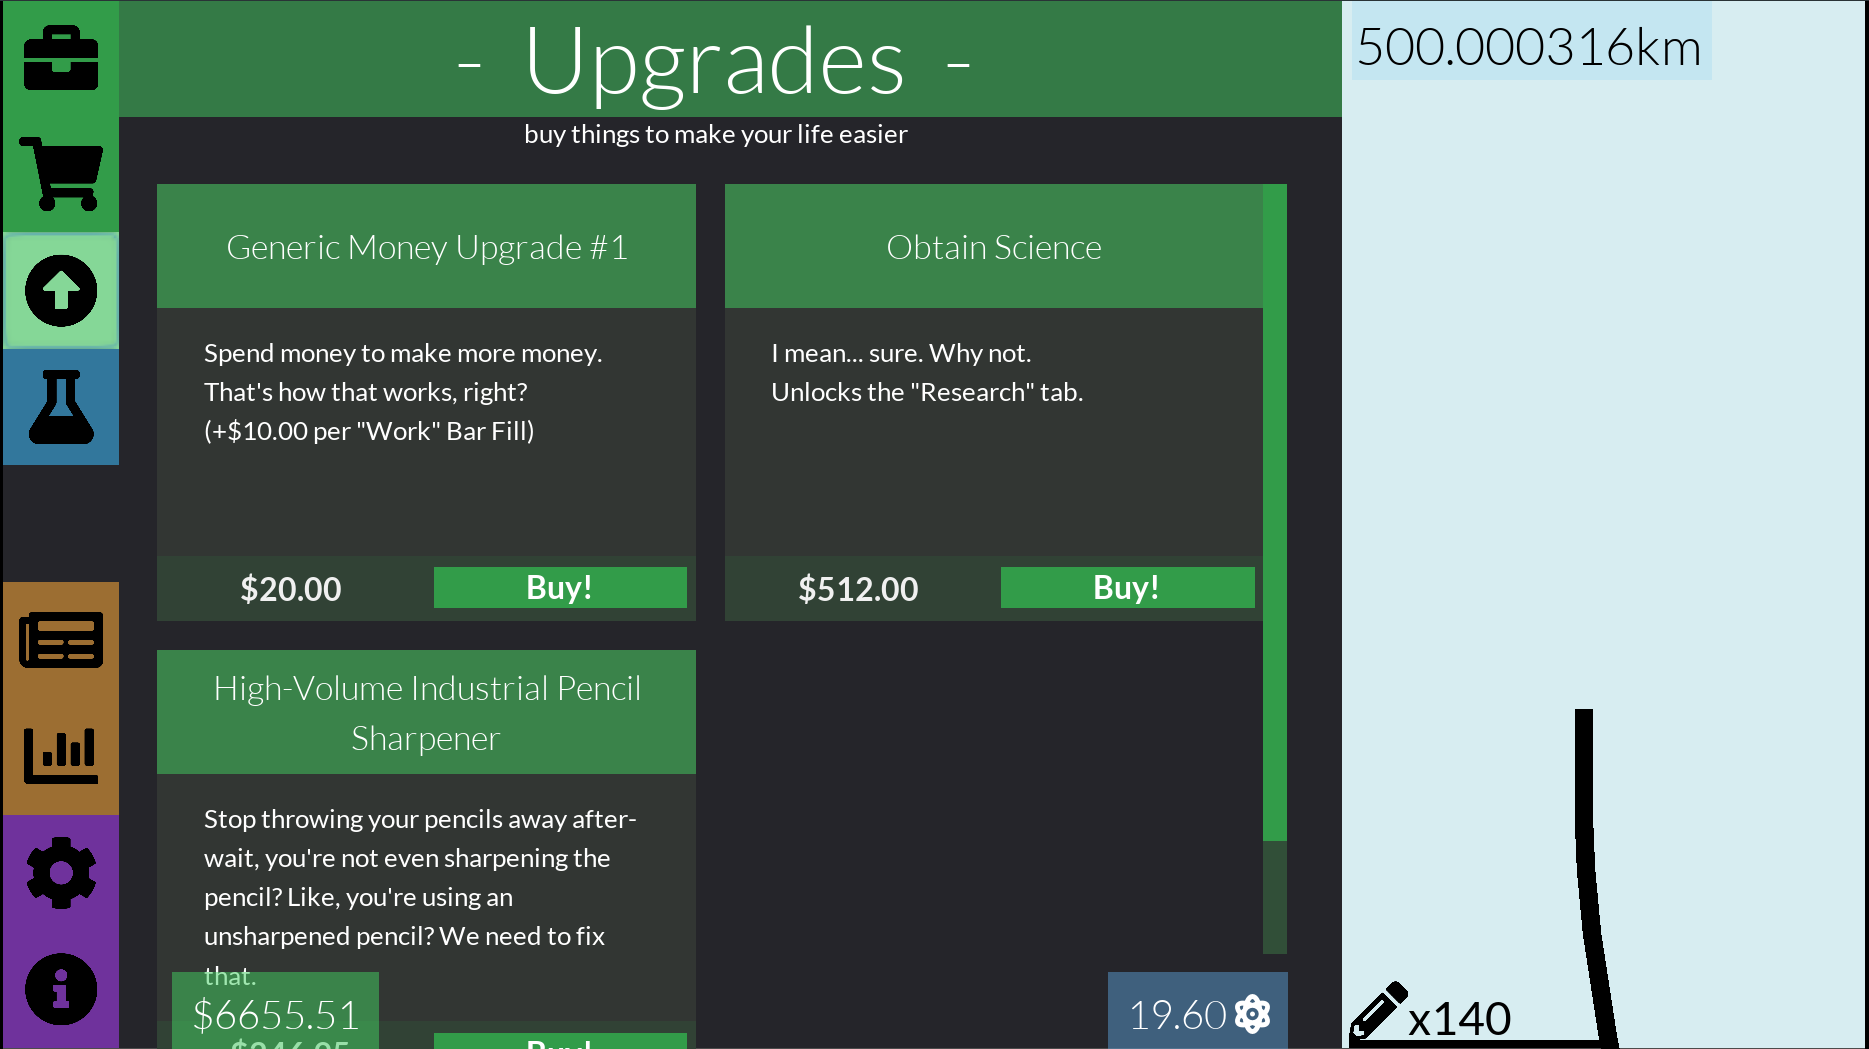 - Upgrades -
buy things to make your life easier
500.000316km
Generic Money Upgrade #1
Spend money to make more money.
That's how that works, right?
(+$10.00 per "Work" Bar Fill)
$20.00
Buy!
Obtain Science
I mean... sure. Why not.
Unlocks the "Research" tab.
$512.00
Buy!
High-Volume Industrial Pencil
Sharpener
Stop throwing your pencils away after-
wait, you're not even sharpening the
pencil? Like, you're using an
unsharpened pencil? We need to fix
that.
Buy!
$6655.51
19.60
x140